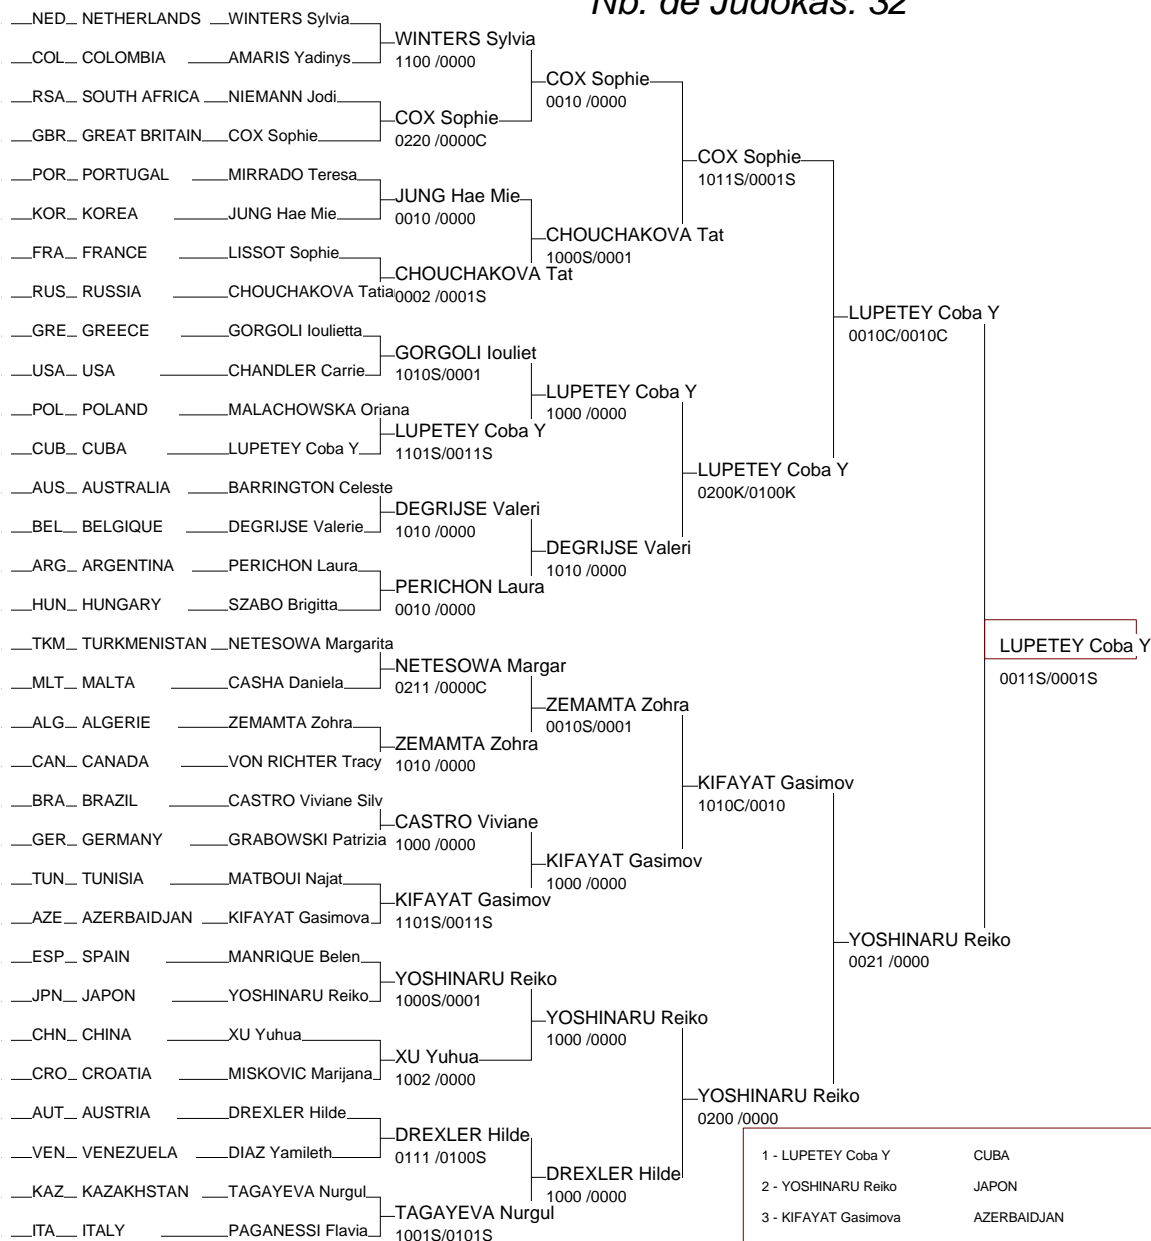 Nb. de Judokas: 32
NED NETHERLANDS WINTERS Sylvia
COL COLOMBIA AMARIS Yadinys
RSA SOUTH AFRICA NIEMANN Jodi
GBR GREAT BRITAIN COX Sophie
POR PORTUGAL MIRRADO Teresa
KOR KOREA JUNG Hae Mie
FRA FRANCE LISSOT Sophie
RUS RUSSIA CHOUCHAKOVA Tatia
GRE GREECE GORGOLI Ioulietta
USA USA CHANDLER Carrie
POL POLAND MALACHOWSKA Oriana
CUB CUBA LUPETEY Coba Y
AUS AUSTRALIA BARRINGTON Celeste
BEL BELGIQUE DEGRIJSE Valerie
ARG ARGENTINA PERICHON Laura
HUN HUNGARY SZABO Brigitta
TKM TURKMENISTAN NETESOWA Margarita
MLT MALTA CASHA Daniela
ALG ALGERIE ZEMAMTA Zohra
CAN CANADA VON RICHTER Tracy
BRA BRAZIL CASTRO Viviane Silv
GER GERMANY GRABOWSKI Patrizia
TUN TUNISIA MATBOUI Najat
AZE AZERBAIDJAN KIFAYAT Gasimova
ESP SPAIN MANRIQUE Belen
JPN JAPON YOSHINARU Reiko
CHN CHINA XU Yuhua
CRO CROATIA MISKOVIC Marijana
AUT AUSTRIA DREXLER Hilde
VEN VENEZUELA DIAZ Yamileth
KAZ KAZAKHSTAN TAGAYEVA Nurgul
ITA ITALY PAGANESSI Flavia
WINTERS Sylvia
1100 /0000
COX Sophie
0220 /0000C
JUNG Hae Mie
0010 /0000
CHOUCHAKOVA Tat
0002 /0001S
GORGOLI Iouliet
1010S/0001
LUPETEY Coba Y
1101S/0011S
DEGRIJSE Valeri
1010 /0000
PERICHON Laura
0010 /0000
NETESOWA Margar
0211 /0000C
ZEMAMTA Zohra
1010 /0000
CASTRO Viviane
1000 /0000
KIFAYAT Gasimov
1101S/0011S
YOSHINARU Reiko
1000S/0001
XU Yuhua
1002 /0000
DREXLER Hilde
0111 /0100S
TAGAYEVA Nurgul
1001S/0101S
COX Sophie
0010 /0000
CHOUCHAKOVA Tat
1000S/0001
LUPETEY Coba Y
1000 /0000
DEGRIJSE Valeri
1010 /0000
ZEMAMTA Zohra
0010S/0001
KIFAYAT Gasimov
1000 /0000
YOSHINARU Reiko
1000 /0000
DREXLER Hilde
1000 /0000
COX Sophie
1011S/0001S
LUPETEY Coba Y
0200K/0100K
KIFAYAT Gasimov
1010C/0010
YOSHINARU Reiko
0200 /0000
LUPETEY Coba Y
0010C/0010C
YOSHINARU Reiko
0021 /0000
LUPETEY Coba Y
0011S/0001S
1 - LUPETEY Coba Y CUBA
2 - YOSHINARU Reiko JAPON
3 - KIFAYAT Gasimova AZERBAIDJAN